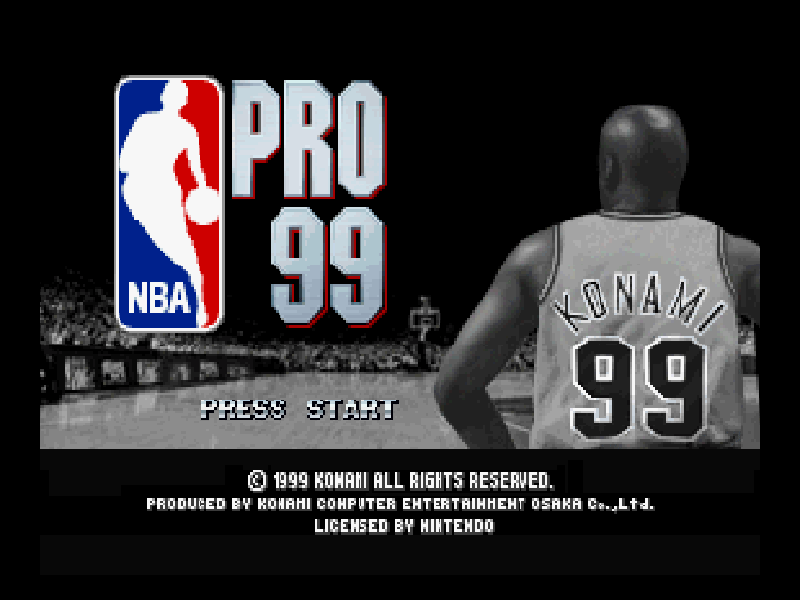 NBA
PRO
99
KONAMI
99
PRESS START
© 1999 KONAMI ALL RIGHTS RESERVED.
PRODUCED BY KONAMI COMPUTER ENTERTAINMENT OSAKA Co.,Ltd.
LICENSED BY NINTENDO